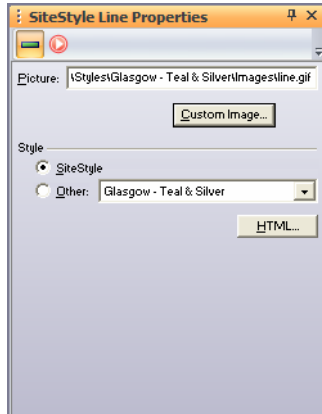 SiteStyle Line Properties
Picture: \Styles\Glasgow - Teal & Silver\Images\line.gif
Custom Image...
Style
SiteStyle
Other: Glasgow - Teal & Silver
HTML...